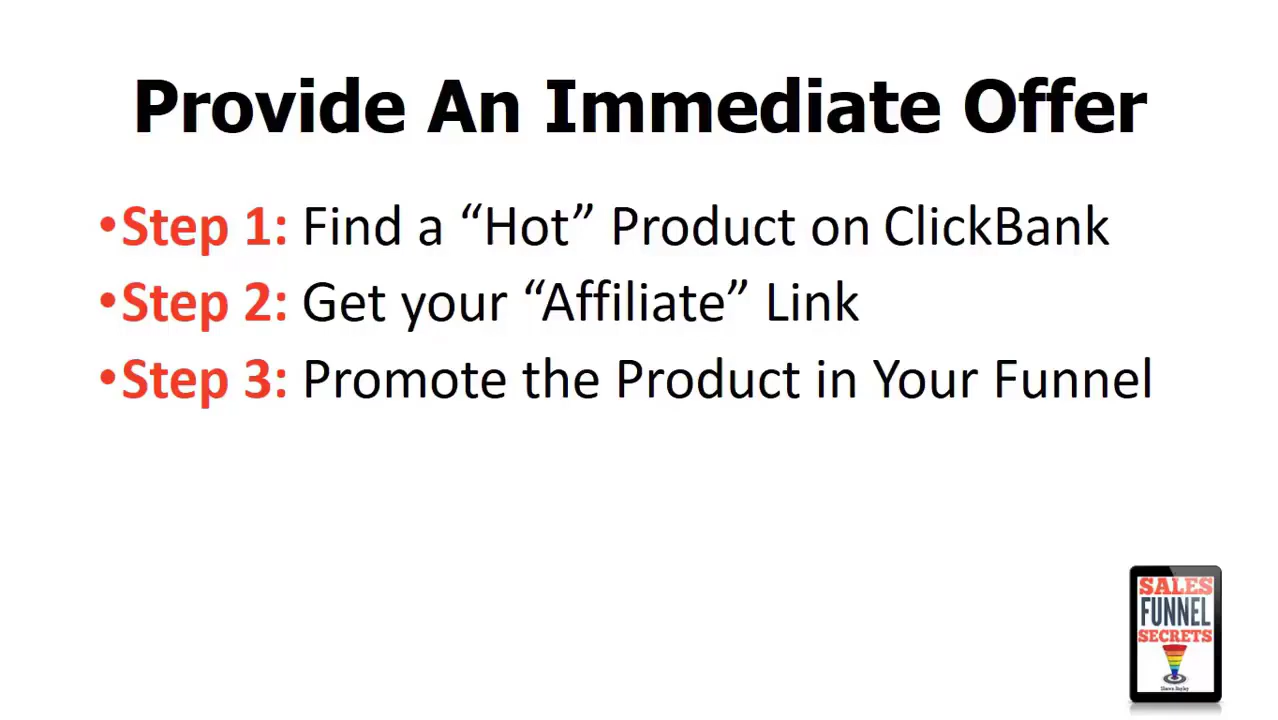 Provide An Immediate Offer
•Step 1: Find a “Hot” Product on ClickBank
•Step 2: Get your “Affiliate” Link
•Step 3: Promote the Product in Your Funnel
SALES
FUNNEL
SECRETS